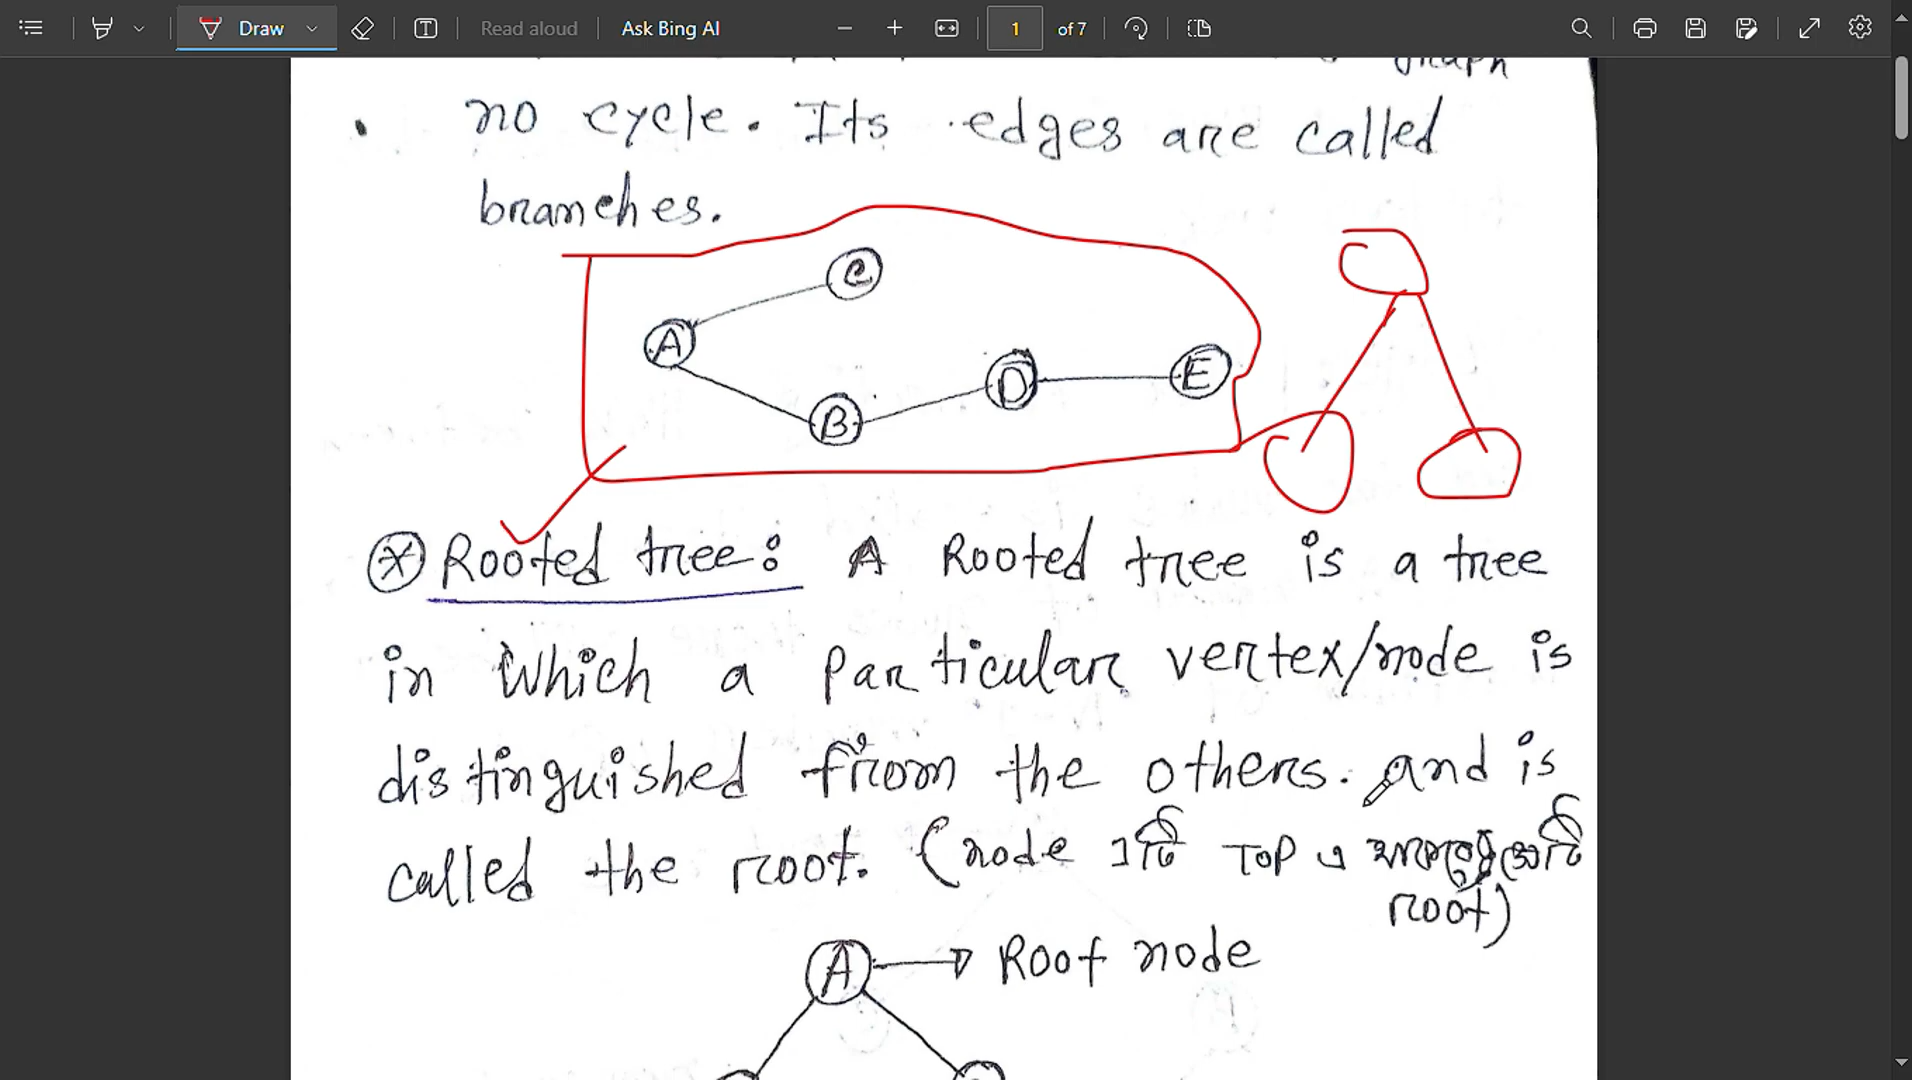 Draw
Read aloud
Ask Bing AI
1 of 7
Graph
no cycle. Its edges are called
branches.
C
A
B
D
E
Rooted tree: A Rooted tree is a tree
in which a particular vertex/node is
distinguished from the others. and is
called the root. (node টি TOP এ
root)
A → Root node